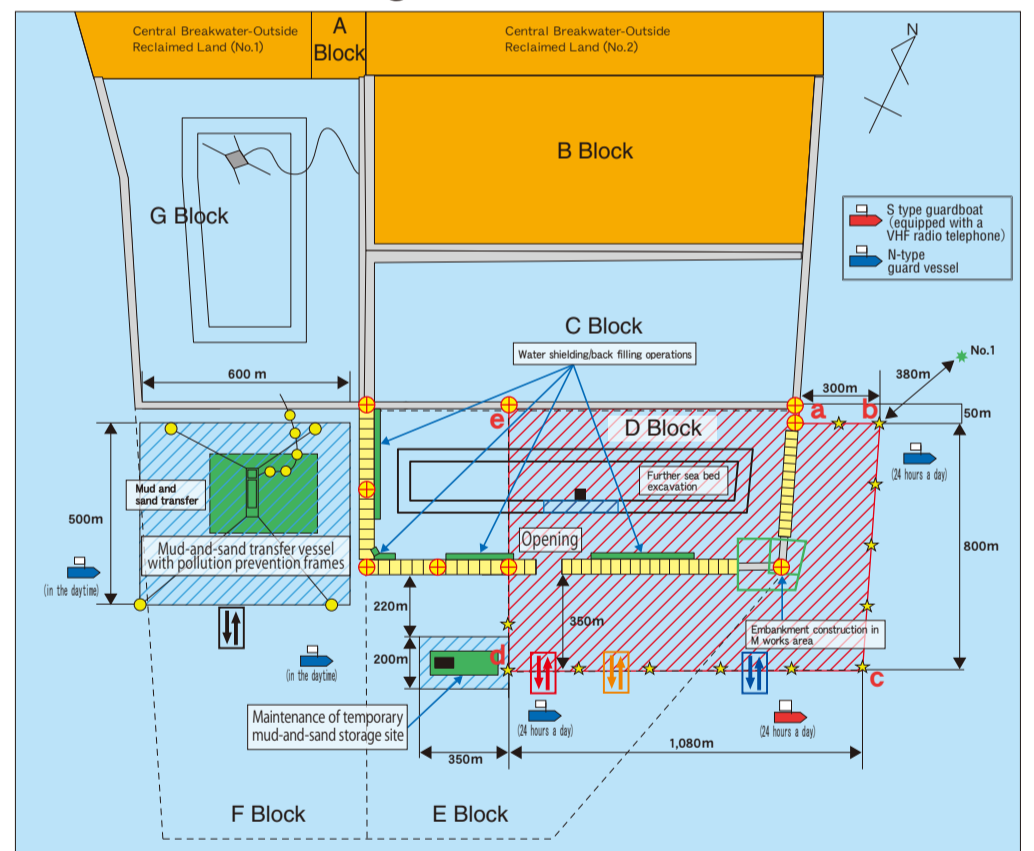 Central Breakwater-Outside
Reclaimed Land (No.1)
A
Block
Central Breakwater-Outside
Reclaimed Land (No.2)
N
B Block
G Block
S type guardboat
(equipped with a
VHF radio telephone)
N-type
guard vessel
C Block
Water shielding/back filling operations
No.1
600 m
380m
300m
a
b
50m
e
D Block
(24 hours a day)
Further sea bed
excavation
Mud and
sand transfer
500m
Opening
Mud-and-sand transfer vessel
with pollution prevention frames
800m
(in the daytime)
220m
350m
Embankment construction in
M works area
200m
d
c
(in the daytime)
Maintenance of temporary
mud-and-sand storage site
(24 hours a day)
(24 hours a day)
350m
1,080m
F Block
E Block